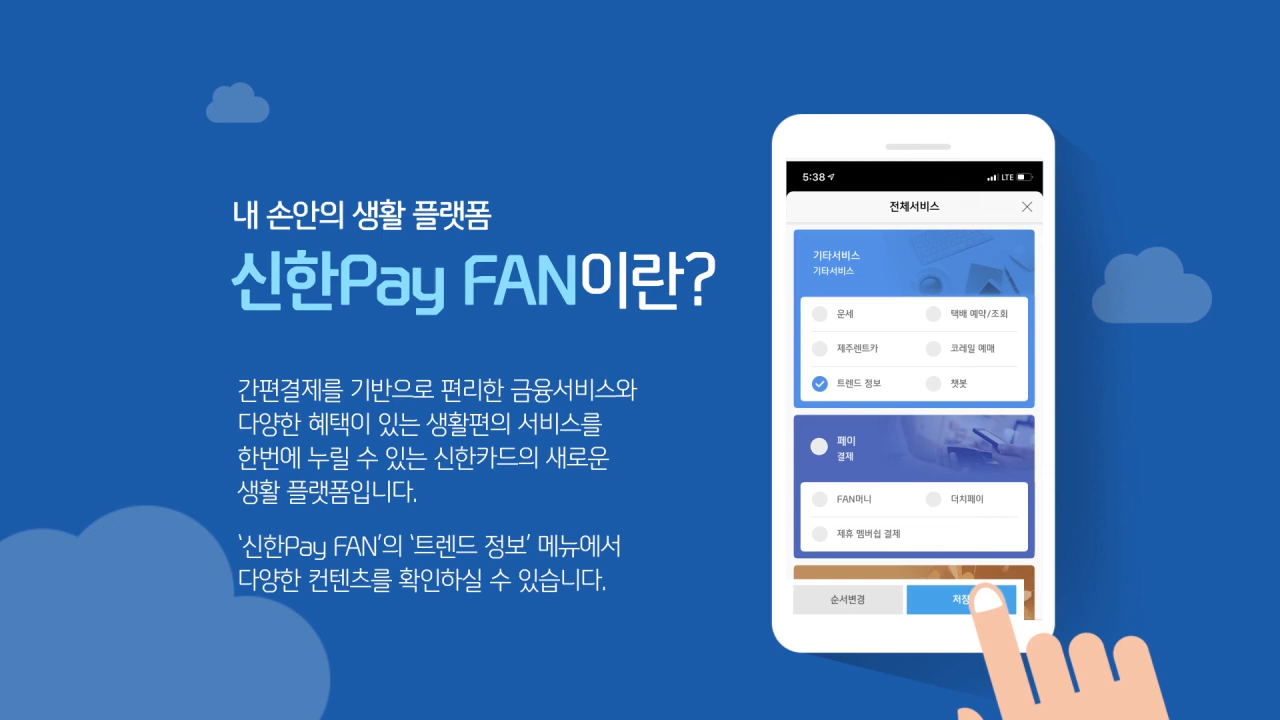 내 손안의 생활 플랫폼
신한Pay FAN이란?
간편결제를 기반으로 편리한 금융서비스와
다양한 혜택이 있는 생활편의 서비스를
한번에 누릴 수 있는 신한카드의 새로운
생활 플랫폼입니다.
‘신한Pay FAN’의 ‘트렌드 정보’ 메뉴에서
다양한 컨텐츠를 확인하실 수 있습니다.
5:38 LTE
전체서비스
기타서비스
기타서비스
운세 택배 예약/조회
제주렌트카 코레일 예매
트렌드 정보 챗봇
페이
결제
FAN머니 더치페이
제휴 멤버십 결제
순서변경 저장